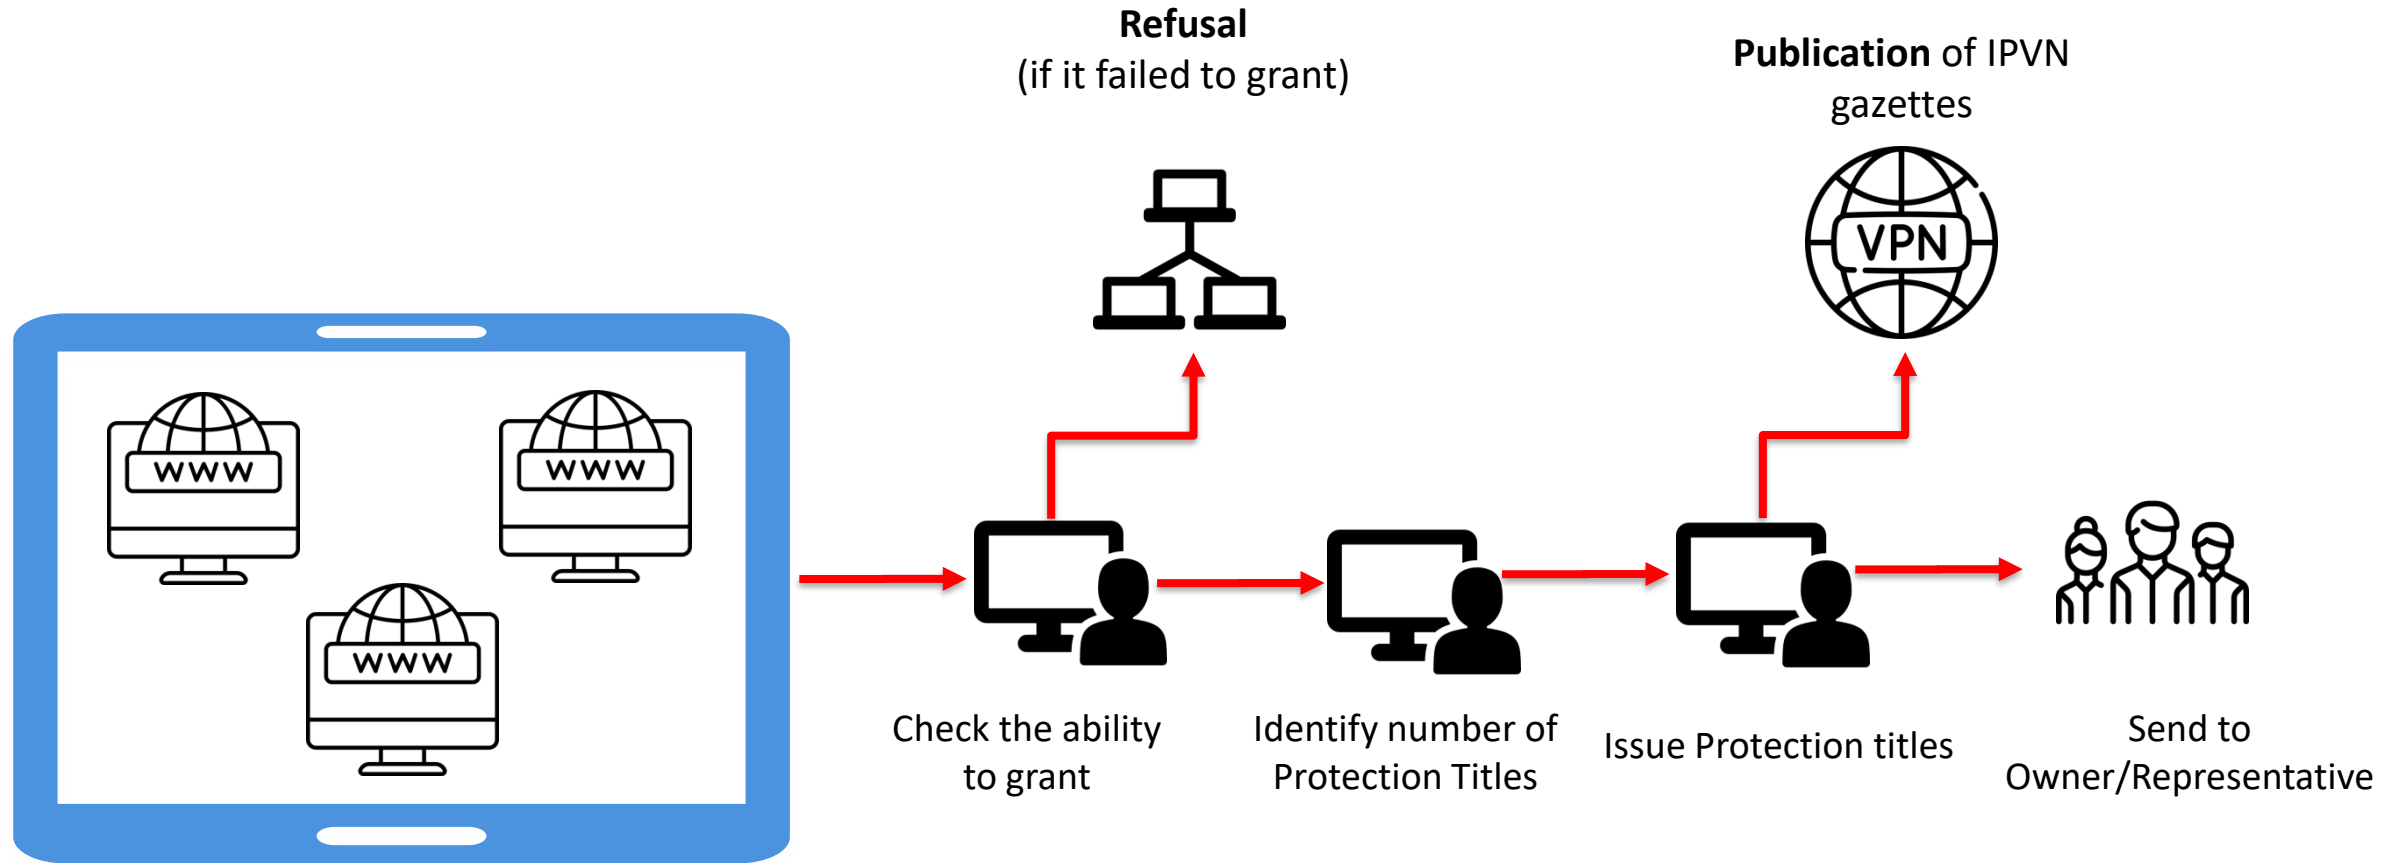 Refusal
(if it failed to grant)
Publication of IPVN
gazettes
VPN
WWW
WWW
WWW
Check the ability
to grant
Identify number of
Protection Titles
Issue Protection titles
Send to
Owner/Representative